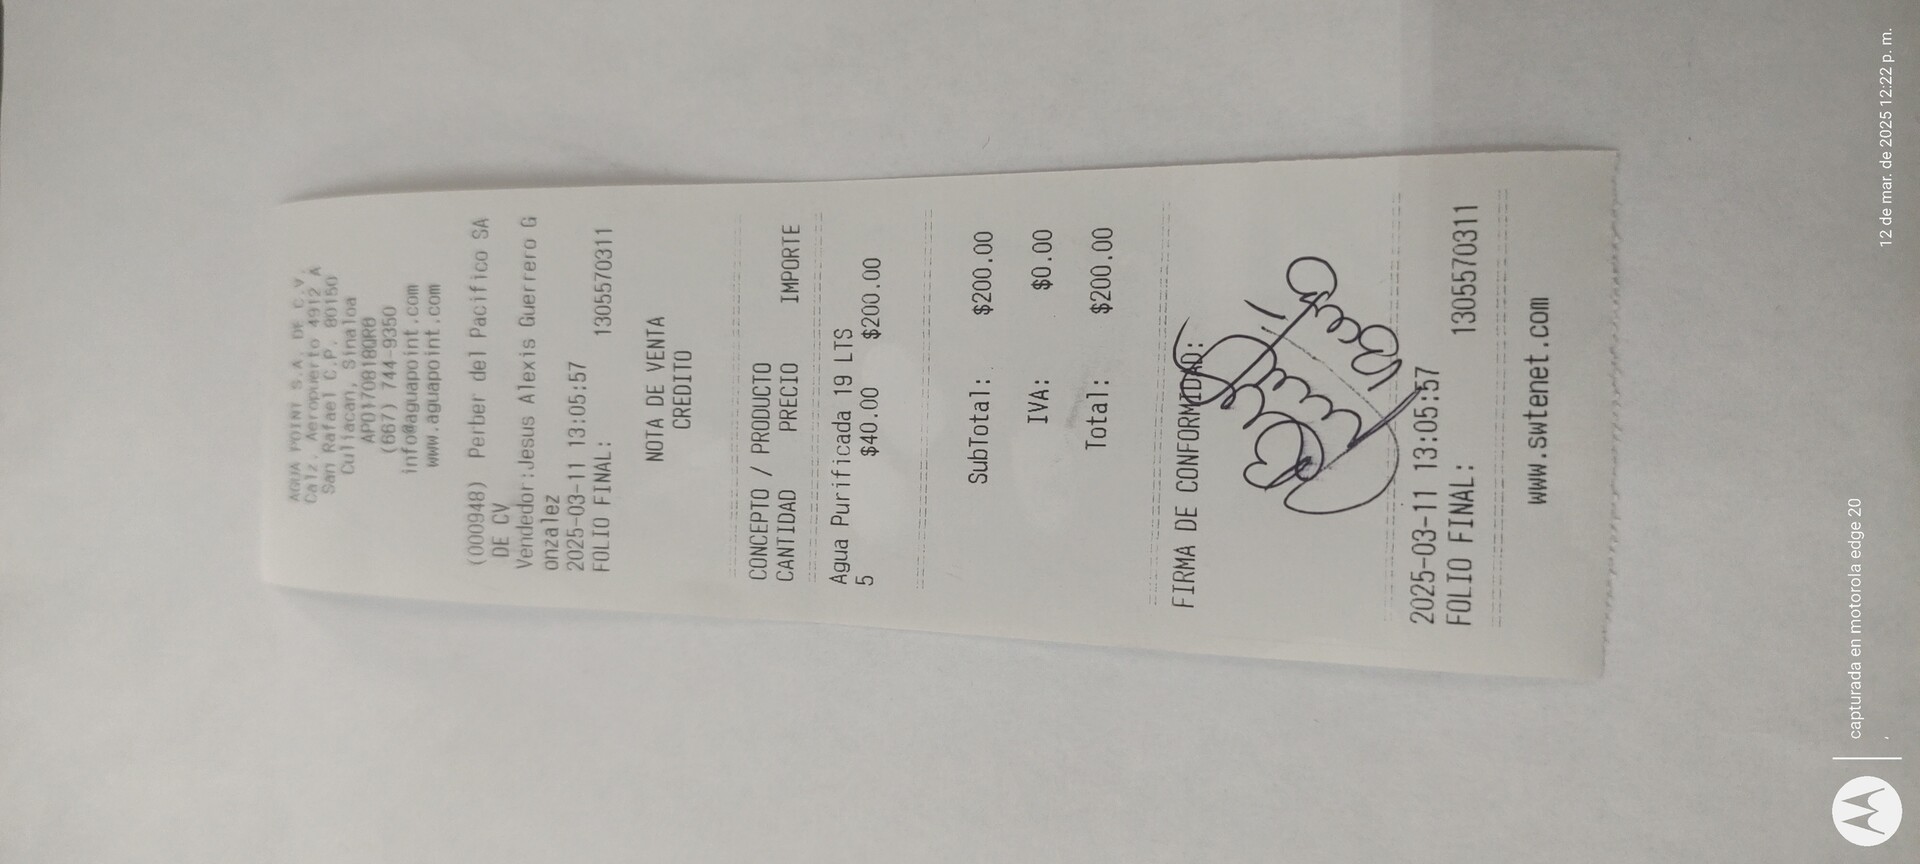 AGUA POINT S.A. DE C.V.
Calz. Aeropuerto 4912 A
San Rafael C.P. 80150
Culiacan, Sinaloa
APO170818QR8
(667) 744-9350
info@aguapoint.com
www.aguapoint.com
(000948) Perber del Pacifico SA
DE CV
Vendedor:Jesus Alexis Guerrero G
onzalez
2025-03-11 13:05:57
FOLIO FINAL: 1305570311
NOTA DE VENTA
CREDITO
CONCEPTO / PRODUCTO
CANTIDAD PRECIO IMPORTE
Agua Purificada 19 LTS
5 $40.00 $200.00
SubTotal: $200.00
IVA: $0.00
Total: $200.00
FIRMA DE CONFORMIDAD:
2025-03-11 13:05:57
FOLIO FINAL: 1305570311
www.swtenet.com
capturada en motorola edge 20
12 de mar. de 2025 12:22 p. m.